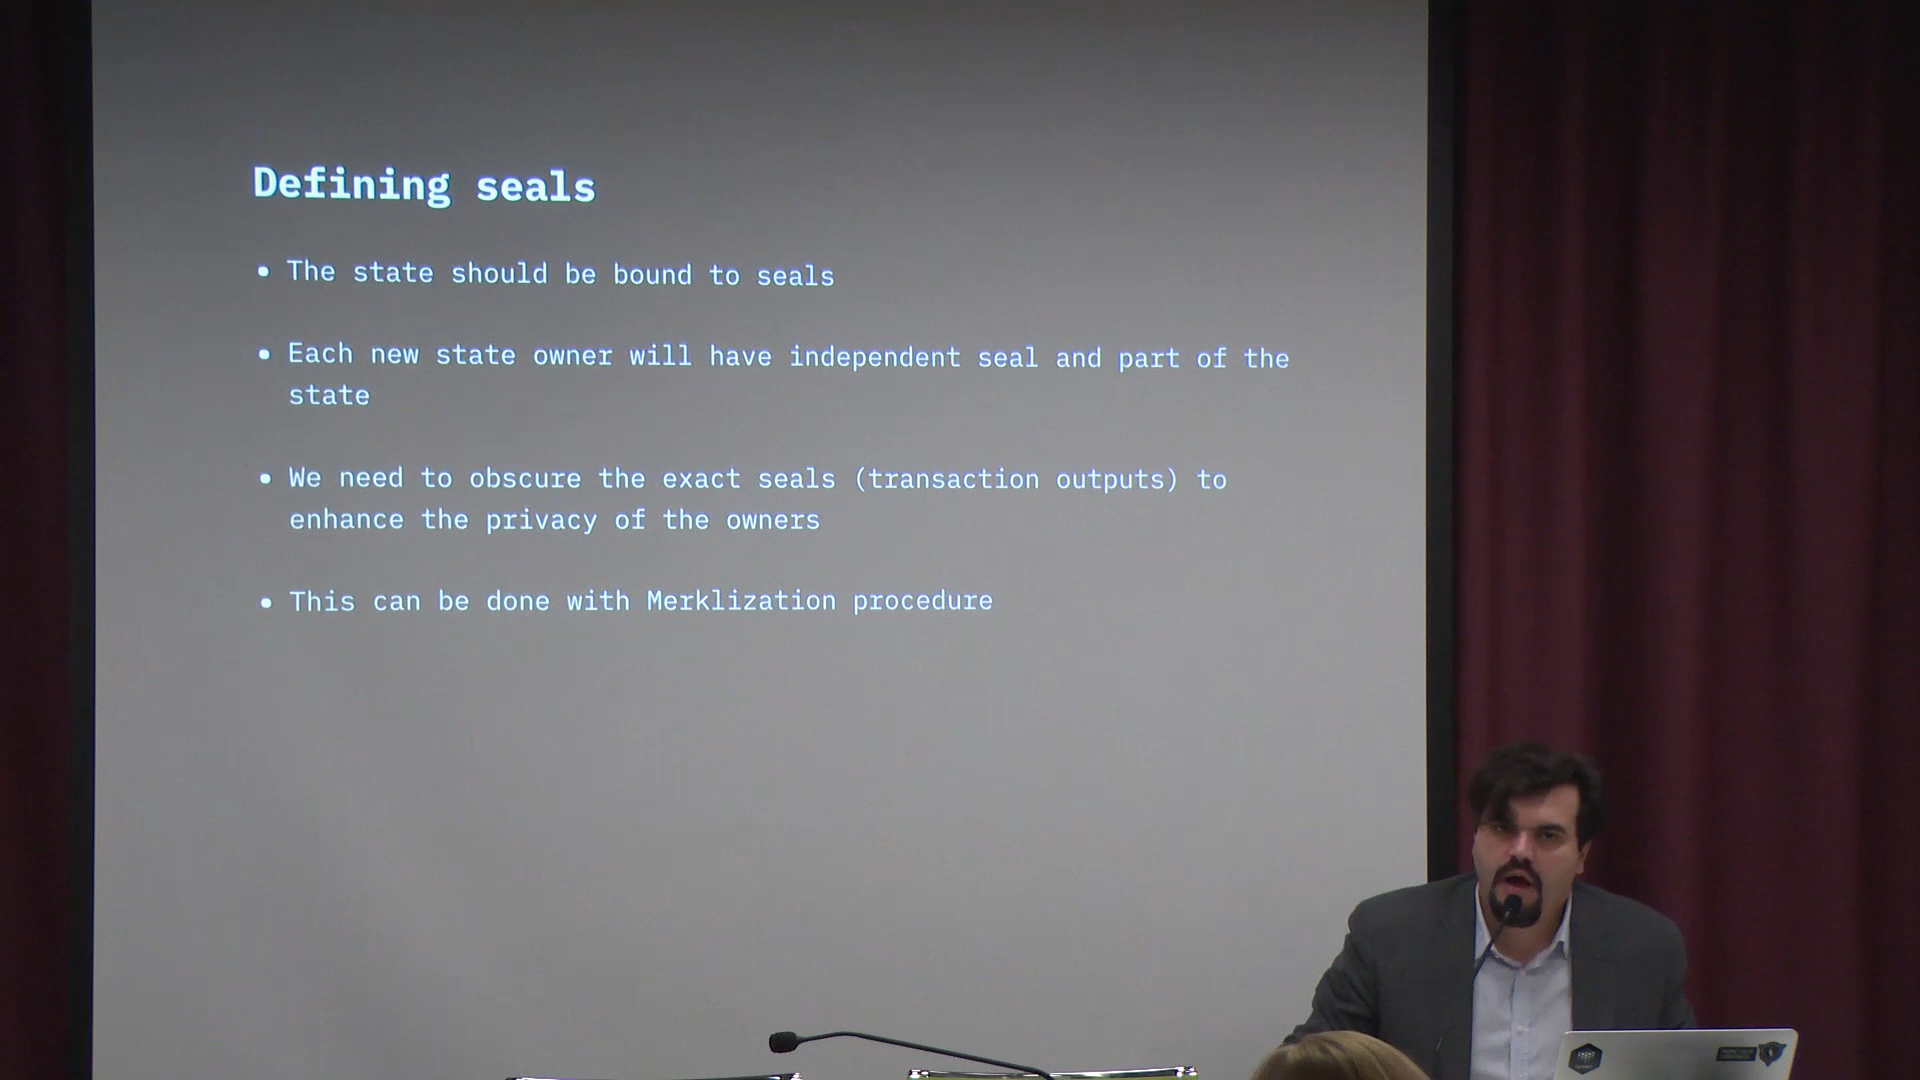 Defining seals
• The state should be bound to seals
• Each new state owner will have independent seal and part of the
state
• We need to obscure the exact seals (transaction outputs) to
enhance the privacy of the owners
• This can be done with Merklization procedure